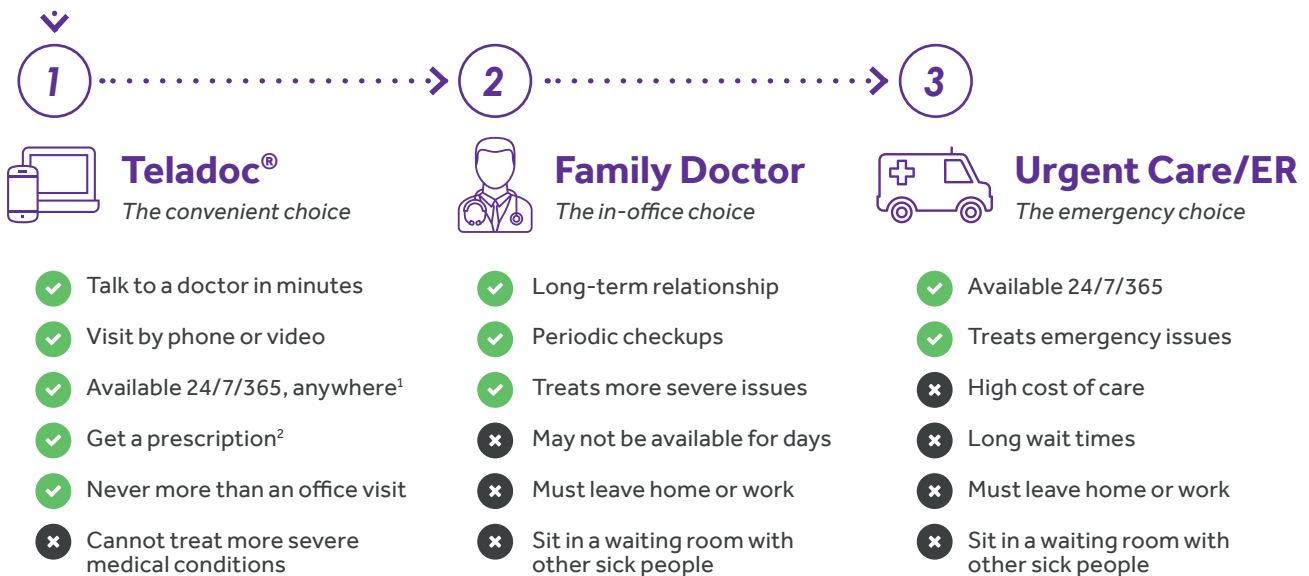 1
2
3
Teladoc®
The convenient choice
Talk to a doctor in minutes
Visit by phone or video
Available 24/7/365, anywhere¹
Get a prescription²
Never more than an office visit
Cannot treat more severe
medical conditions
Family Doctor
The in-office choice
Long-term relationship
Periodic checkups
Treats more severe issues
May not be available for days
Must leave home or work
Sit in a waiting room with
other sick people
Urgent Care/ER
The emergency choice
Available 24/7/365
Treats emergency issues
High cost of care
Long wait times
Must leave home or work
Sit in a waiting room with
other sick people